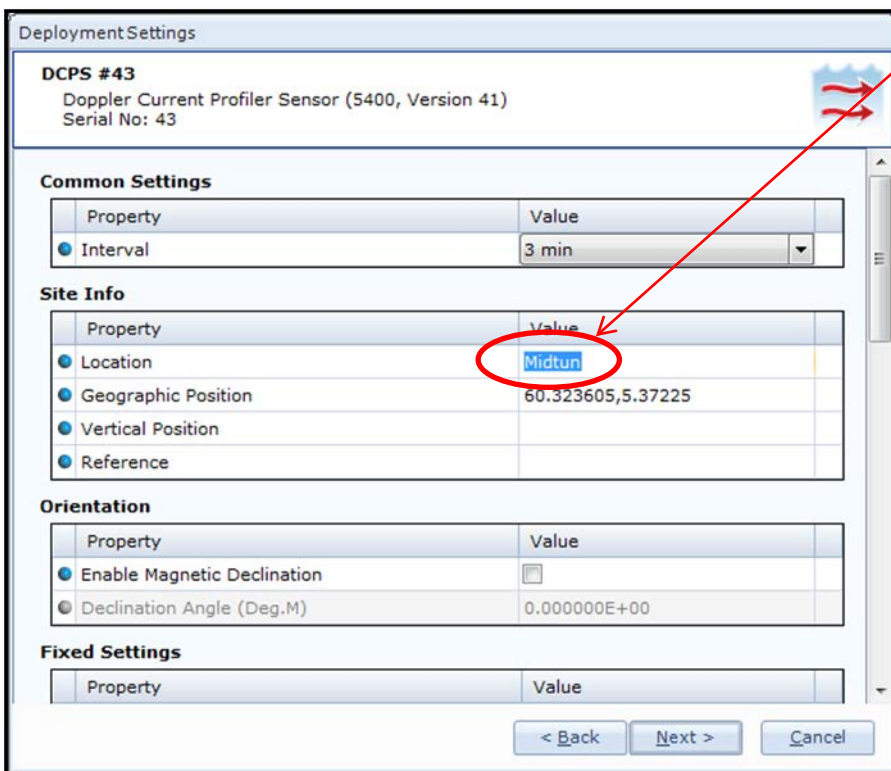 Deployment Settings
DCPS #43
Doppler Current Profiler Sensor (5400, Version 41)
Serial No: 43
Common Settings
Property Value
Interval 3 min
Site Info
Property Value
Location Midtun
Geographic Position 60.323605,5.37225
Vertical Position
Reference
Orientation
Property Value
Enable Magnetic Declination
Declination Angle (Deg.M) 0.000000E+00
Fixed Settings
Property Value
< Back Next > Cancel